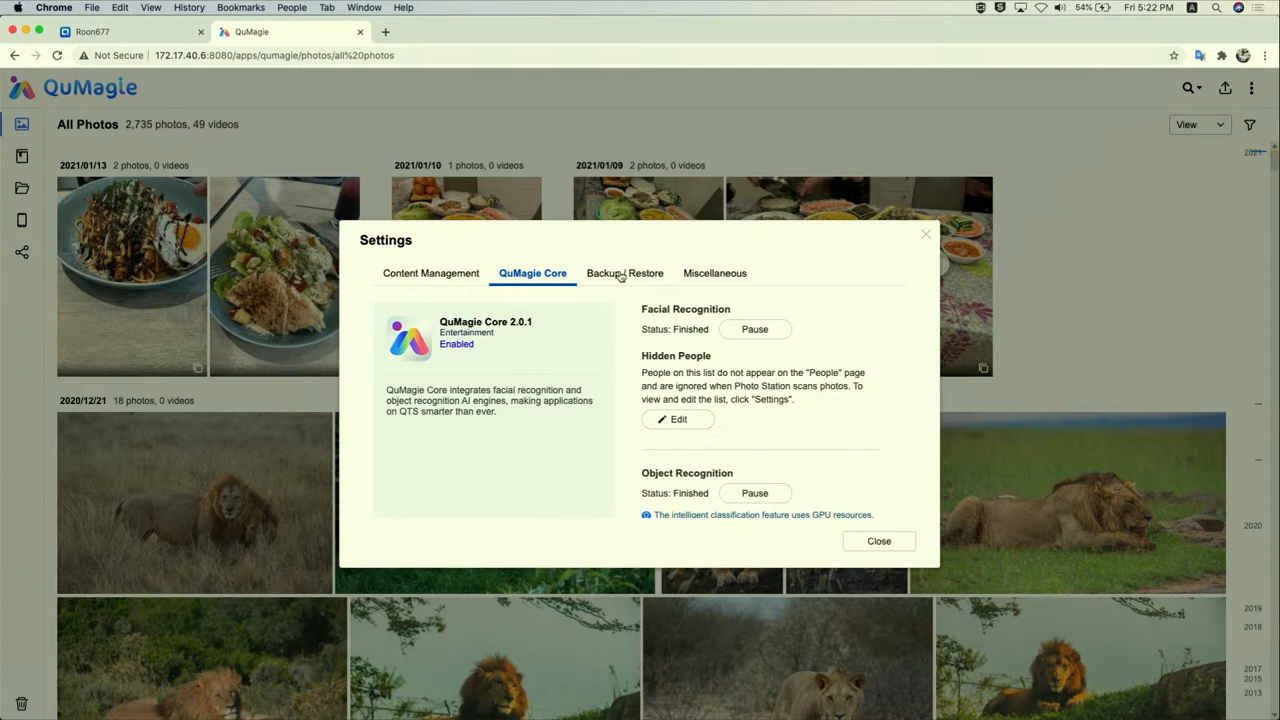 Chrome File Edit View History Bookmarks People Tab Window Help
54% Fri 5:22 PM A
Roon677 QuMagie
Not Secure 172.17.40.6:8080/apps/qumagie/photos/all%20photos
QuMagie
All Photos 2,735 photos, 49 videos
View
2021
2021/01/13 2 photos, 0 videos
2021/01/10 1 photos, 0 videos
2021/01/09 2 photos, 0 videos
Settings
Content Management QuMagie Core Backup / Restore Miscellaneous
QuMagie Core 2.0.1
Entertainment
Enabled
QuMagie Core integrates facial recognition and
object recognition AI engines, making applications
on QTS smarter than ever.
Facial Recognition
Status: Finished Pause
Hidden People
People on this list do not appear on the "People" page
and are ignored when Photo Station scans photos. To
view and edit the list, click "Settings".
Edit
Object Recognition
Status: Finished Pause
The intelligent classification feature uses GPU resources.
Close
2020/12/21 18 photos, 0 videos
2020
2019
2018
2017
2015
2013